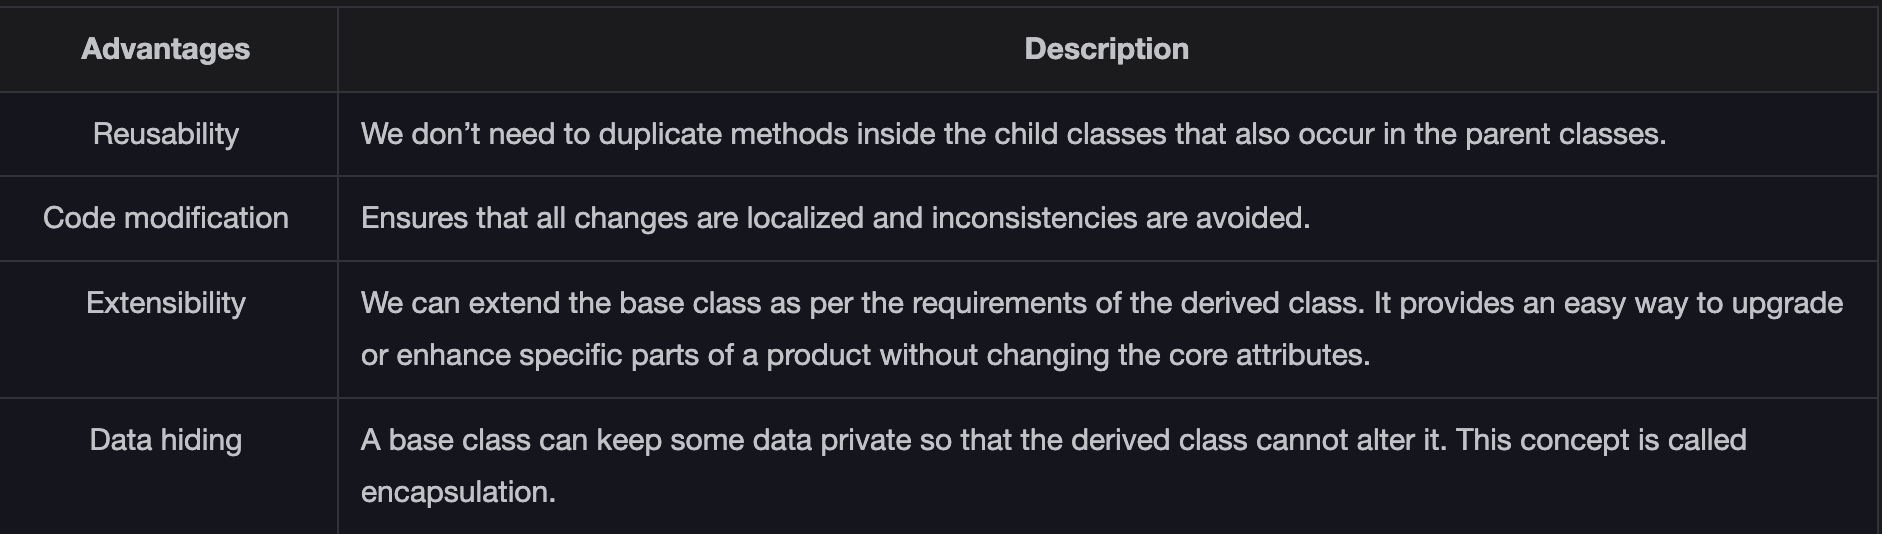 Advantages
Description
Reusability
We don’t need to duplicate methods inside the child classes that also occur in the parent classes.
Code modification
Ensures that all changes are localized and inconsistencies are avoided.
Extensibility
We can extend the base class as per the requirements of the derived class. It provides an easy way to upgrade
or enhance specific parts of a product without changing the core attributes.
Data hiding
A base class can keep some data private so that the derived class cannot alter it. This concept is called
encapsulation.